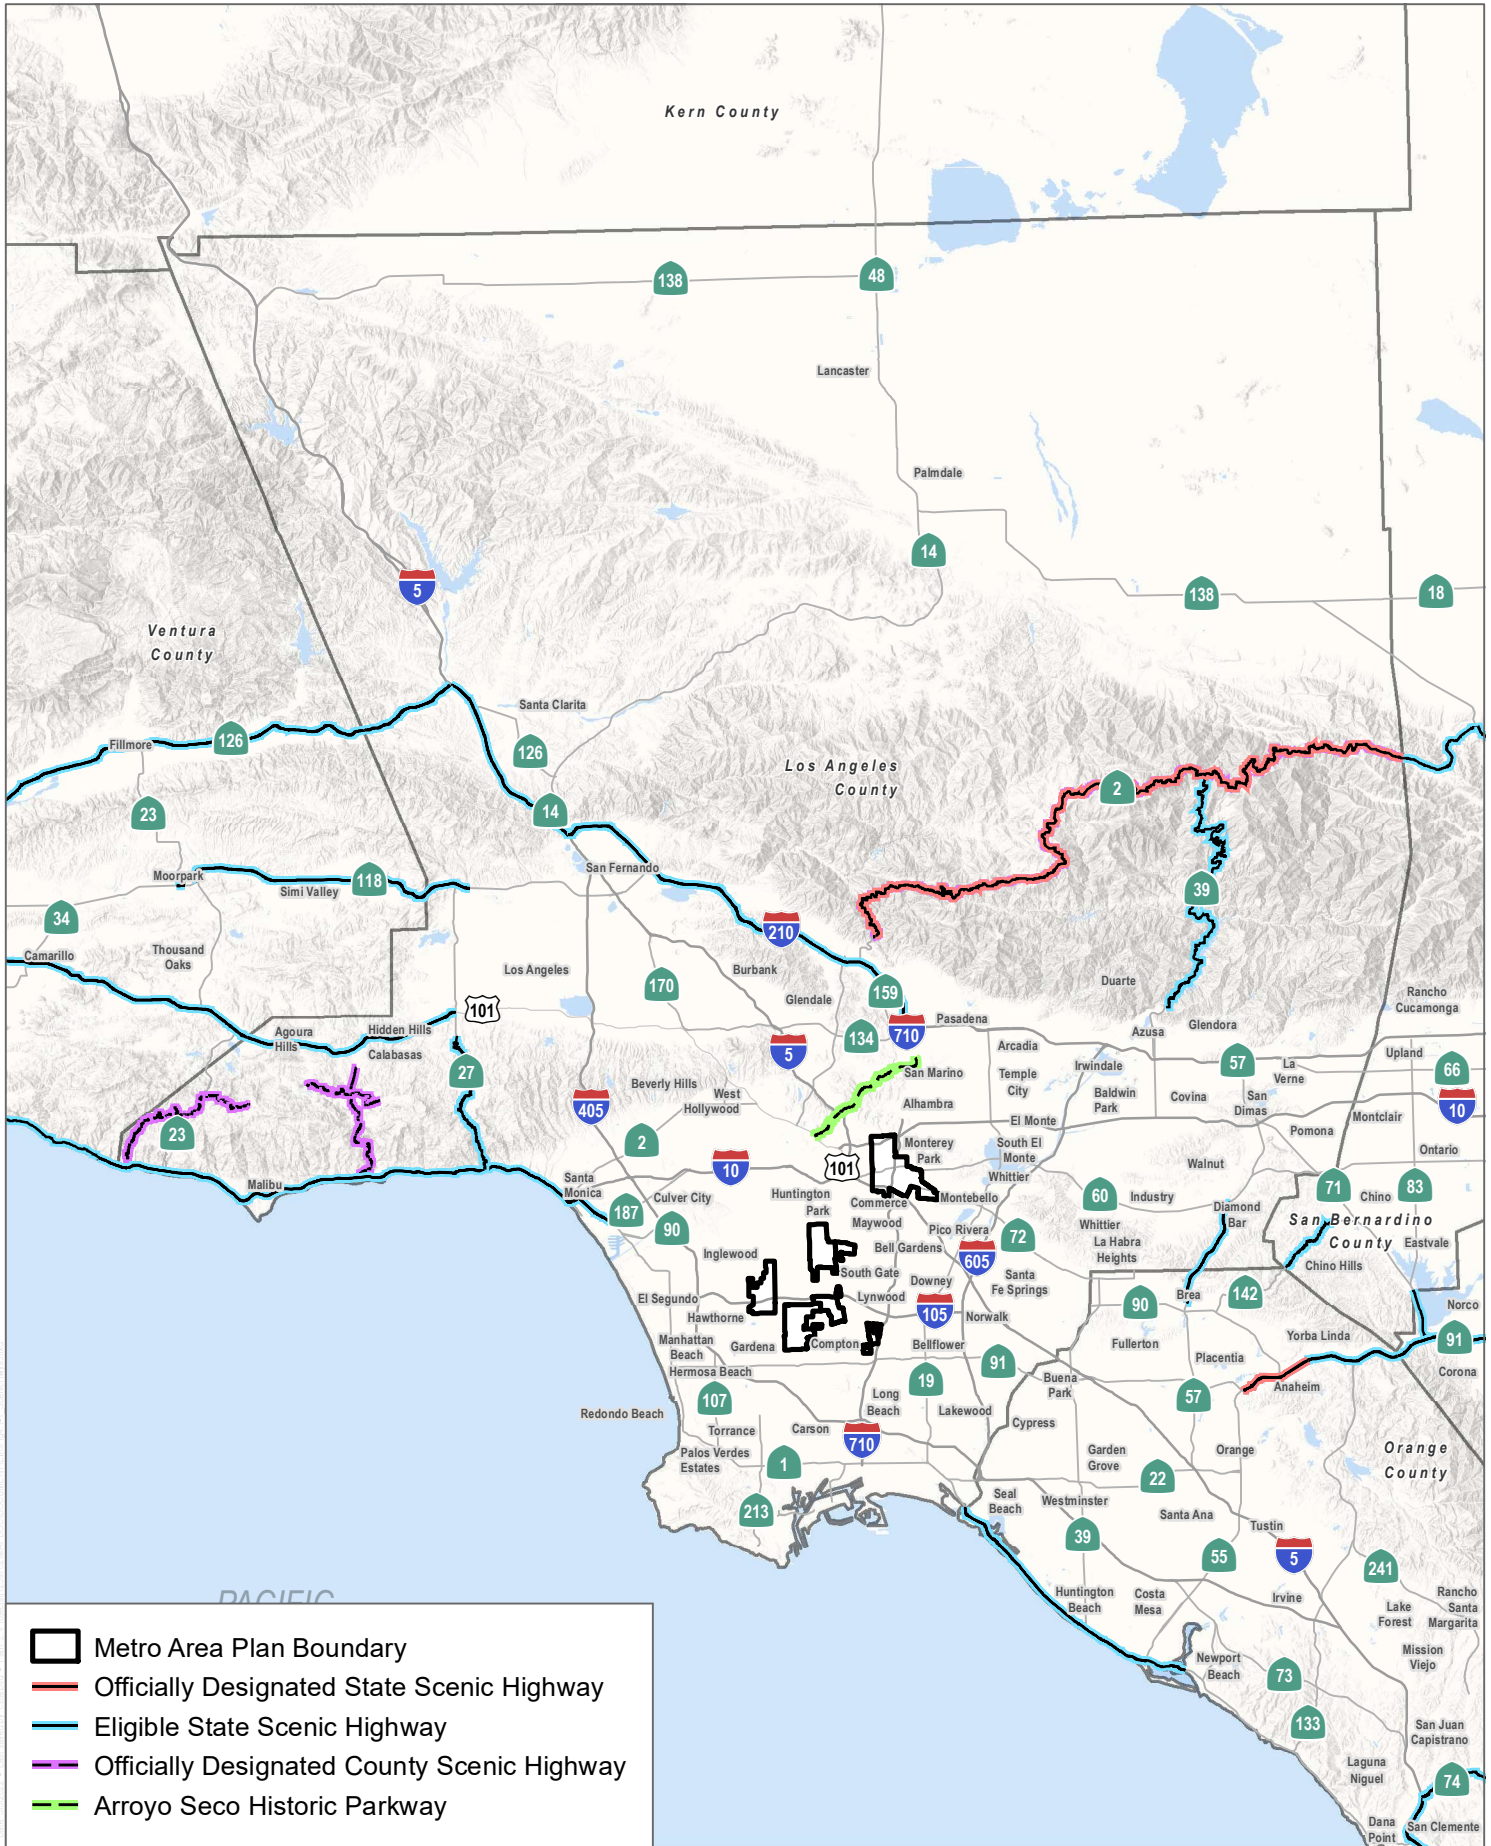 Kern County
138
48
Lancaster
Palmdale
14
5
138
18
Ventura
County
Santa Clarita
126
Fillmore
126
Los Angeles
County
2
23
14
San Fernando
Moorpark
118
Simi Valley
39
34
210
Camarillo
Thousand
Oaks
Los Angeles
170
Burbank
159
Duarte
Glendale
Rancho
Cucamonga
101
Agoura
Hills
Hidden Hills
Calabasas
134
710
Pasadena
Azusa
Glendora
5
Arcadia
Irwindale
57
La
Verne
Upland
66
27
Beverly Hills
West
Hollywood
San Marino
Temple
City
Baldwin
Park
Covina
San
Dimas
405
Alhambra
Montclair
10
23
2
El Monte
Pomona
Monterey
Park
South El
Monte
Ontario
101
10
Whittier
Walnut
Malibu
Santa
Monica
Culver City
Huntington
Park
Commerce
Montebello
60
Industry
71
Chino
83
187
90
Maywood
Pico Rivera
72
Whittier
Diamond
Bar
San Bernardino
County
Inglewood
Bell Gardens
La Habra
Heights
Eastvale
605
South Gate
Downey
Santa
Fe Springs
Chino Hills
El Segundo
Lynwood
105
Norwalk
90
Brea
142
Norco
Hawthorne
Manhattan
Beach
Gardena
Compton
Bellflower
Fullerton
Yorba Linda
91
Hermosa Beach
91
Placentia
Corona
19
Buena
Park
57
Anaheim
107
Long
Beach
Lakewood
Redondo Beach
Cypress
Torrance
Carson
710
Palos Verdes
Estates
1
Garden
Grove
Orange
Orange
County
22
213
Seal
Beach
Westminster
Santa Ana
39
Tustin
55
5
241
Huntington
Beach
Costa
Mesa
Irvine
Lake
Forest
Rancho
Santa
Margarita
PACIFIC
Mission
Viejo
Newport
Beach
73
133
San Juan
Capistrano
Laguna
Niguel
74
Dana
Point
San Clemente
Metro Area Plan Boundary
Officially Designated State Scenic Highway
Eligible State Scenic Highway
Officially Designated County Scenic Highway
Arroyo Seco Historic Parkway